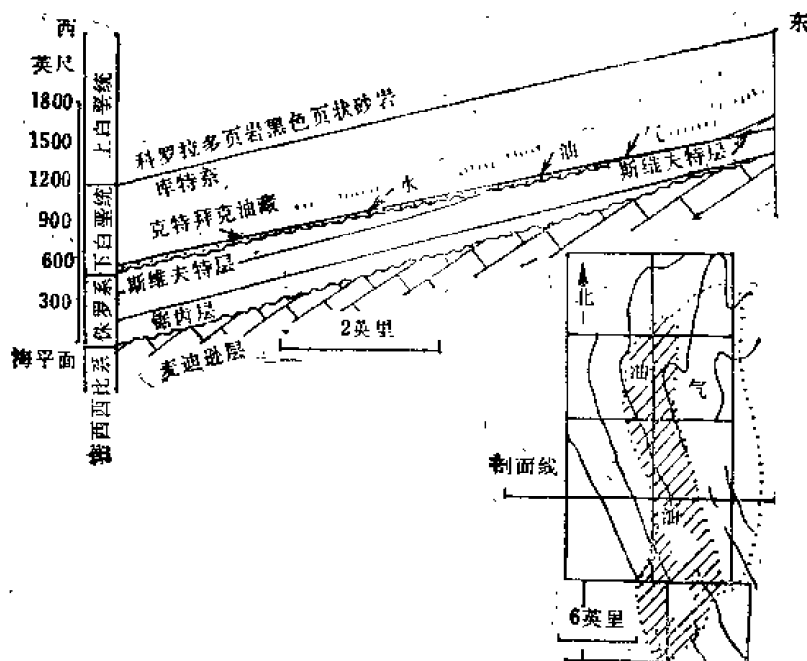 西
东
英尺
1800
1500
1200
900
600
300
海平面
上白垩统
下白垩统
侏罗系
密西西比系
科罗拉多页岩黑色页状砂岩
库特奈
水
油
气
斯维夫特层
克特拜克油藏
斯维夫特层
锯齿层
麦迪逊层
2英里
北
油
气
剖面线
油
6英里